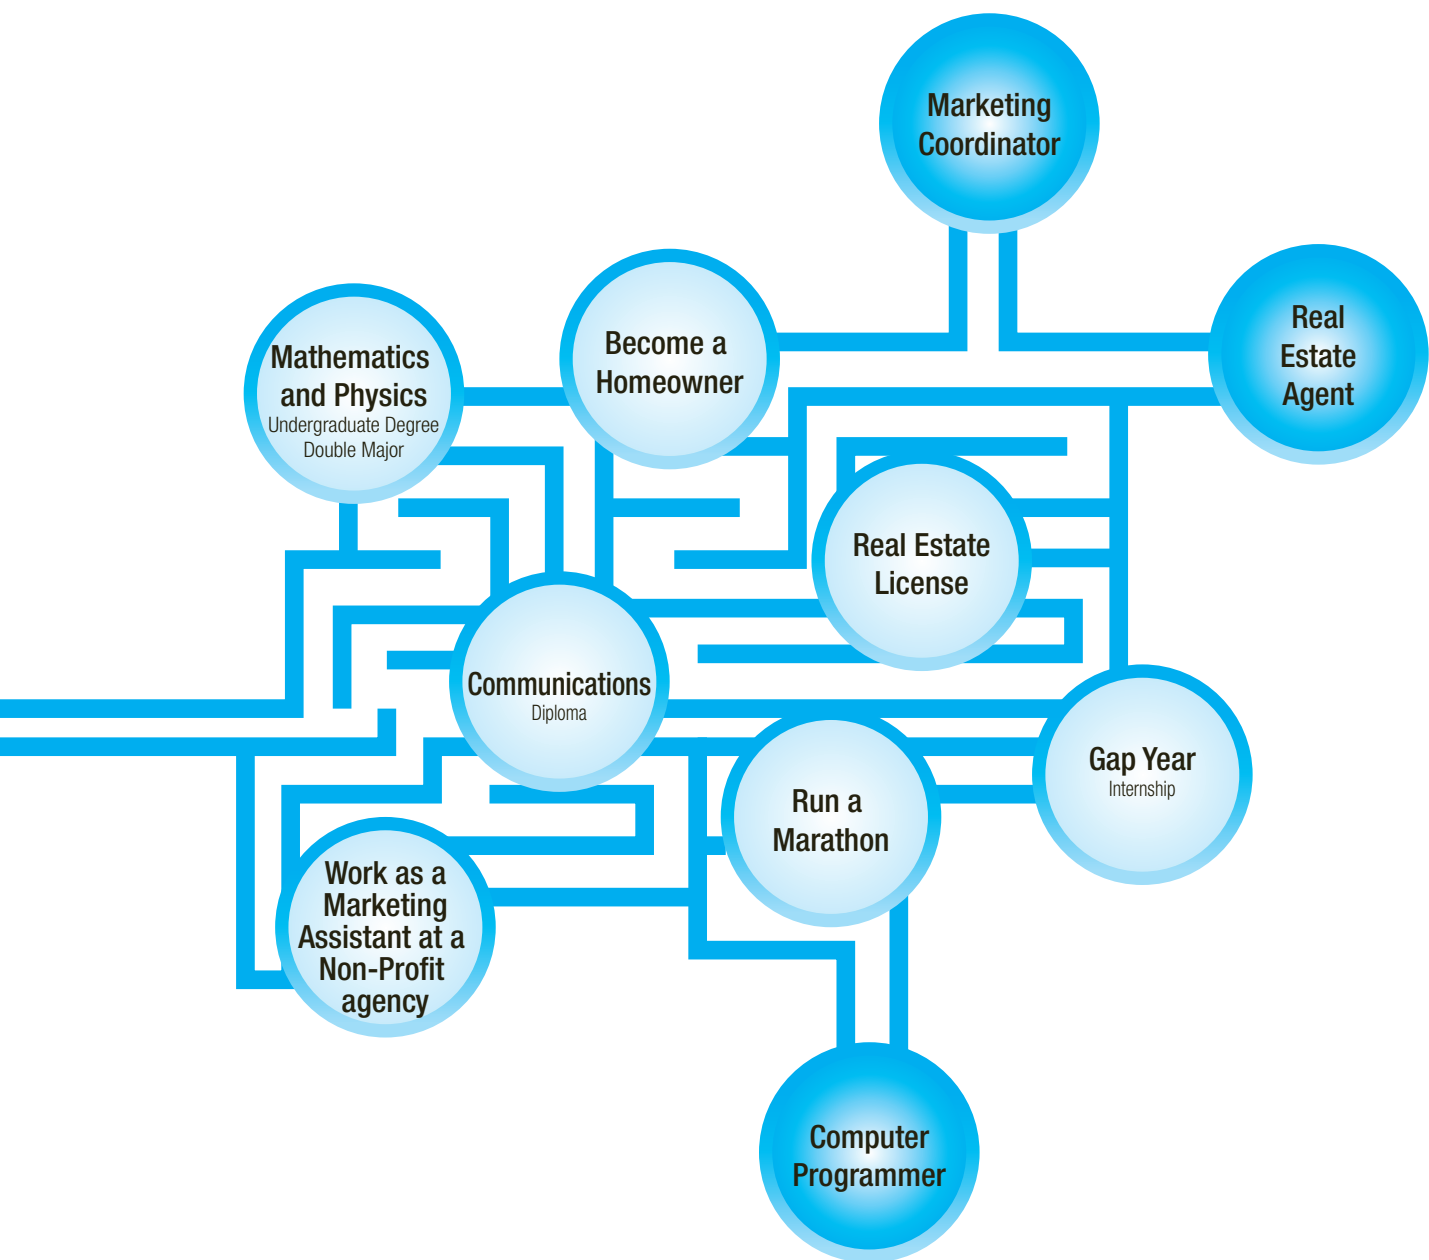 Marketing
Coordinator
Real
Estate
Agent
Become a
Homeowner
Mathematics
and Physics
Undergraduate Degree
Double Major
Real Estate
License
Communications
Diploma
Gap Year
Internship
Run a
Marathon
Work as a
Marketing
Assistant at a
Non-Profit
agency
Computer
Programmer